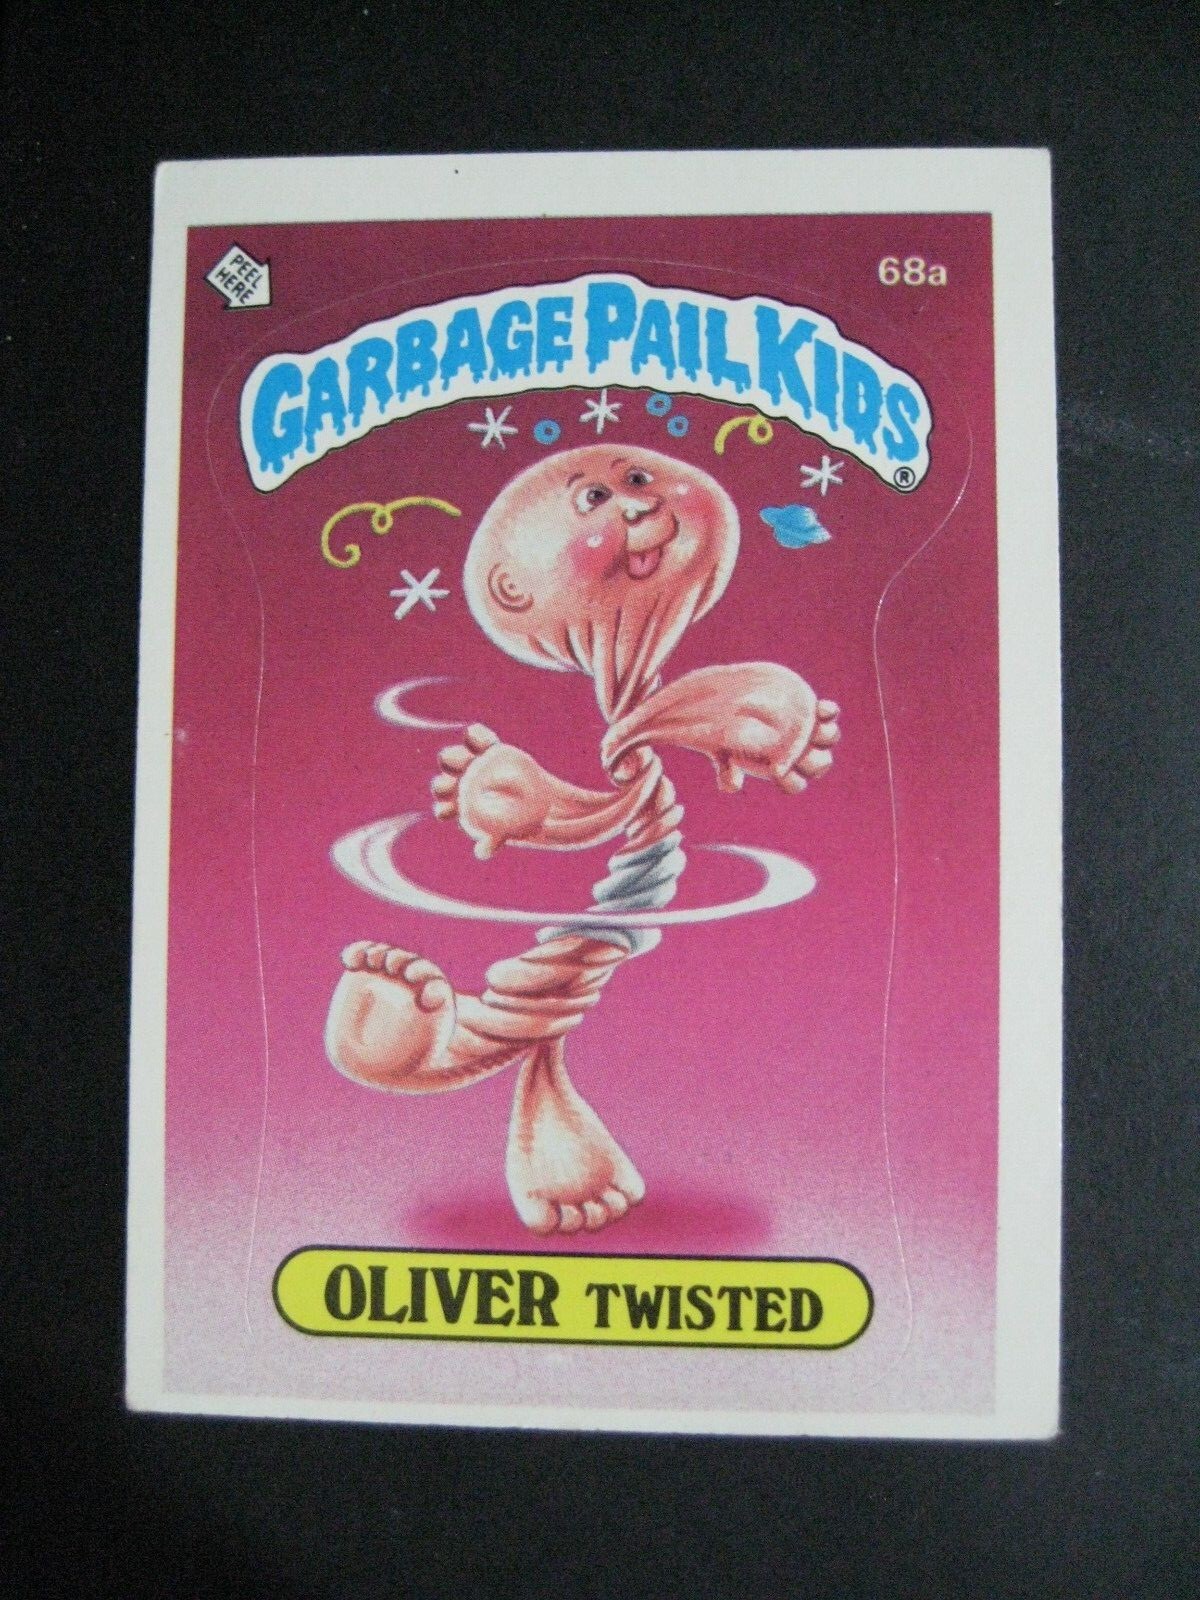 PEEL
HERE
68a
GARBAGE PAIL KIDS
®
OLIVER TWISTED